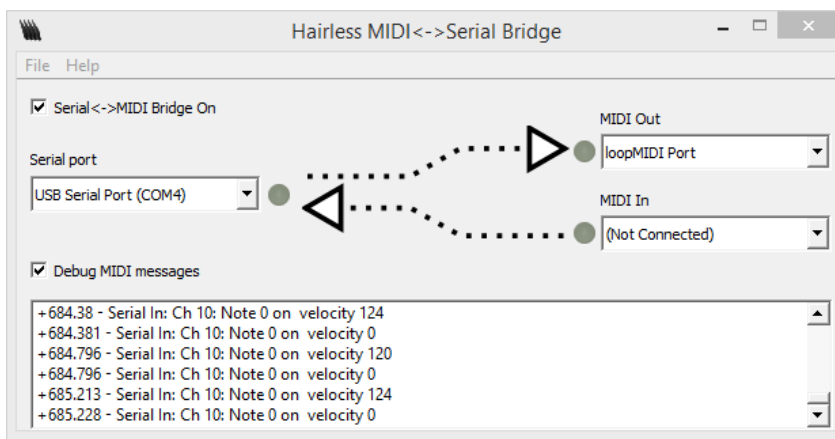 Hairless MIDI<->Serial Bridge
File Help
Serial<->MIDI Bridge On
MIDI Out
Serial port
loopMIDI Port
USB Serial Port (COM4)
MIDI In
(Not Connected)
Debug MIDI messages
+684.38 - Serial In: Ch 10: Note 0 on  velocity 124
+684.381 - Serial In: Ch 10: Note 0 on  velocity 0
+684.796 - Serial In: Ch 10: Note 0 on  velocity 120
+684.796 - Serial In: Ch 10: Note 0 on  velocity 0
+685.213 - Serial In: Ch 10: Note 0 on  velocity 124
+685.228 - Serial In: Ch 10: Note 0 on  velocity 0